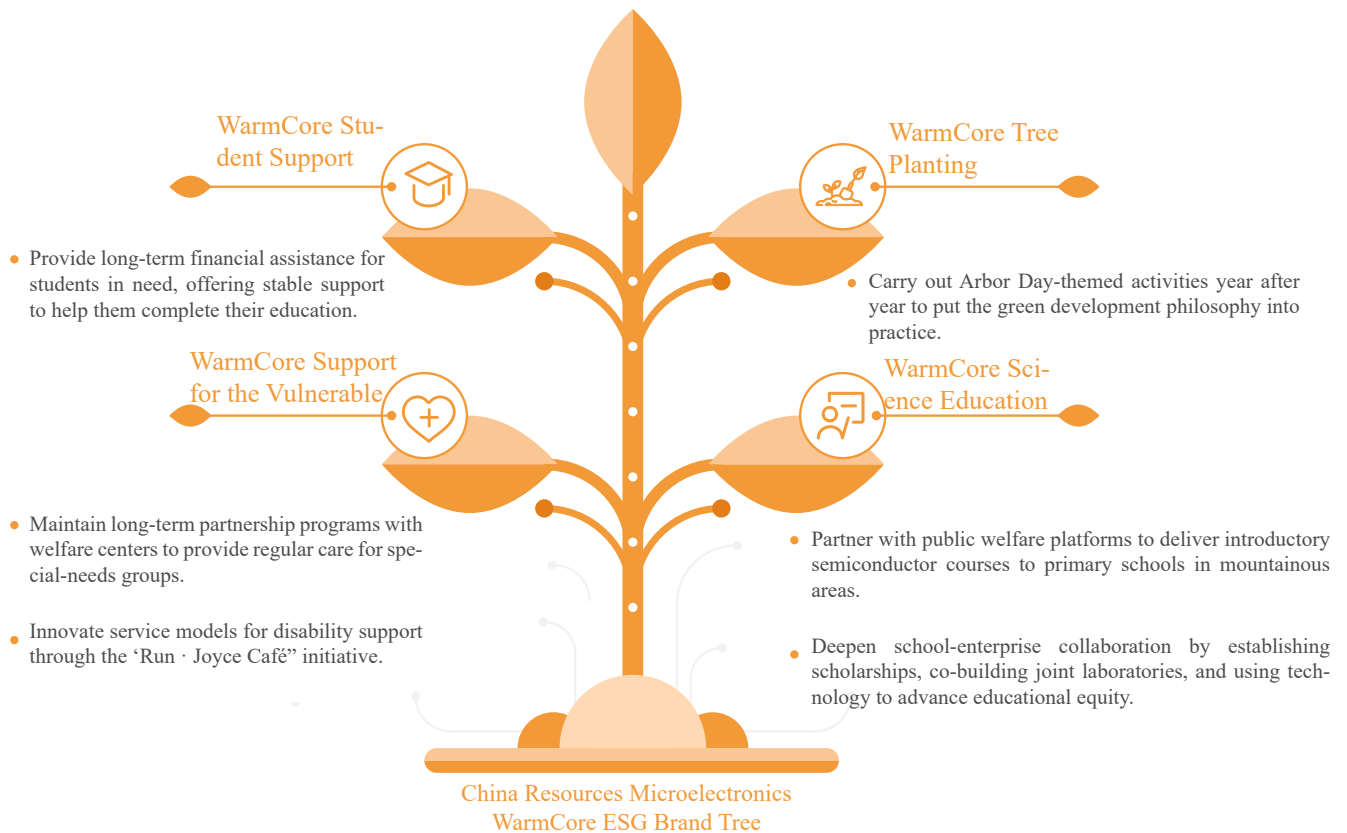 WarmCore Stu-
dent Support
Provide long-term financial assistance for
students in need, offering stable support
to help them complete their education.
WarmCore Support
for the Vulnerable
Maintain long-term partnership programs with
welfare centers to provide regular care for spe-
cial-needs groups.
Innovate service models for disability support
through the ‘Run · Joyce Café” initiative.
WarmCore Tree
Planting
Carry out Arbor Day-themed activities year after
year to put the green development philosophy into
practice.
WarmCore Sci-
ence Education
Partner with public welfare platforms to deliver introductory
semiconductor courses to primary schools in mountainous
areas.
Deepen school-enterprise collaboration by establishing
scholarships, co-building joint laboratories, and using tech-
nology to advance educational equity.
China Resources Microelectronics
WarmCore ESG Brand Tree